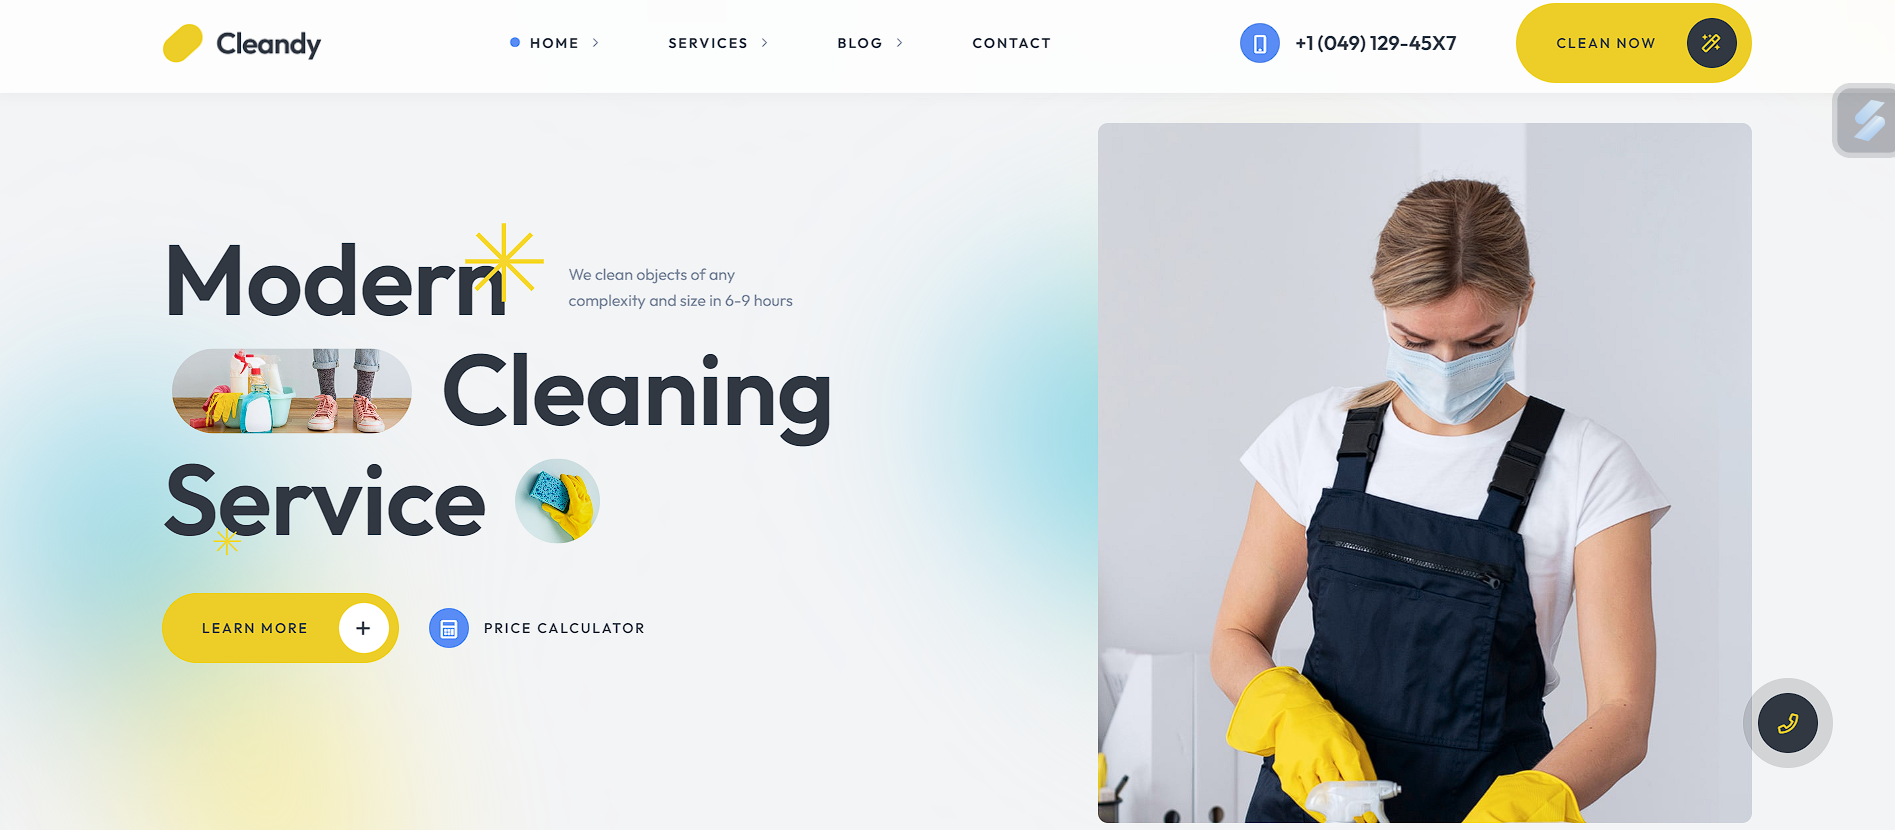 Cleandy
HOME
SERVICES
BLOG
CONTACT
+1 (049) 129-45X7
CLEAN NOW
Modern
We clean objects of any
complexity and size in 6-9 hours
Cleaning
Service
LEARN MORE
PRICE CALCULATOR